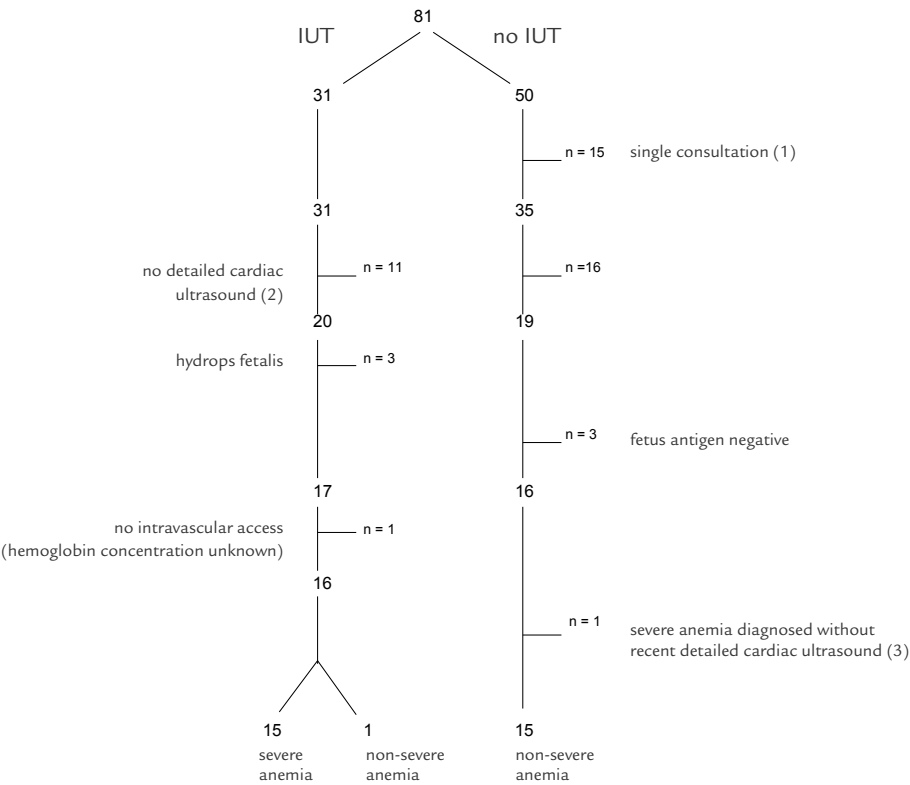 81
IUT
no IUT
31
50
n = 15
single consultation (1)
31
35
no detailed cardiac
ultrasound (2)
n = 11
n =16
20
19
hydrops fetalis
n = 3
n = 3
fetus antigen negative
17
16
no intravascular access
(hemoglobin concentration unknown)
n = 1
16
n = 1
severe anemia diagnosed without
recent detailed cardiac ultrasound (3)
15
severe
anemia
1
non-severe
anemia
15
non-severe
anemia